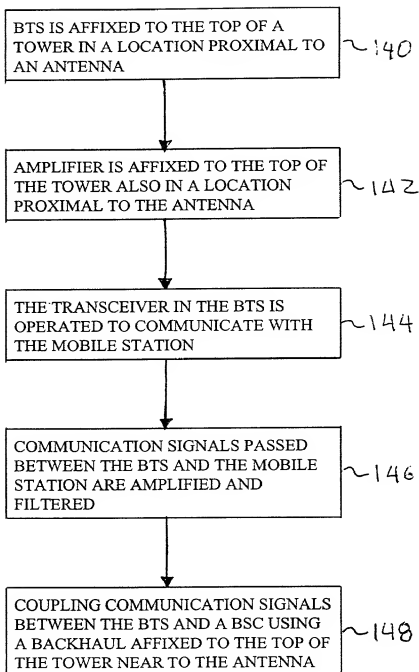 BTS IS AFFIXED TO THE TOP OF A
TOWER IN A LOCATION PROXIMAL TO
AN ANTENNA
140
AMPLIFIER IS AFFIXED TO THE TOP OF
THE TOWER ALSO IN A LOCATION
PROXIMAL TO THE ANTENNA
142
THE TRANSCEIVER IN THE BTS IS
OPERATED TO COMMUNICATE WITH
THE MOBILE STATION
144
COMMUNICATION SIGNALS PASSED
BETWEEN THE BTS AND THE MOBILE
STATION ARE AMPLIFIED AND
FILTERED
146
COUPLING COMMUNICATION SIGNALS
BETWEEN THE BTS AND A BSC USING
A BACKHAUL AFFIXED TO THE TOP OF
THE TOWER NEAR TO THE ANTENNA
148